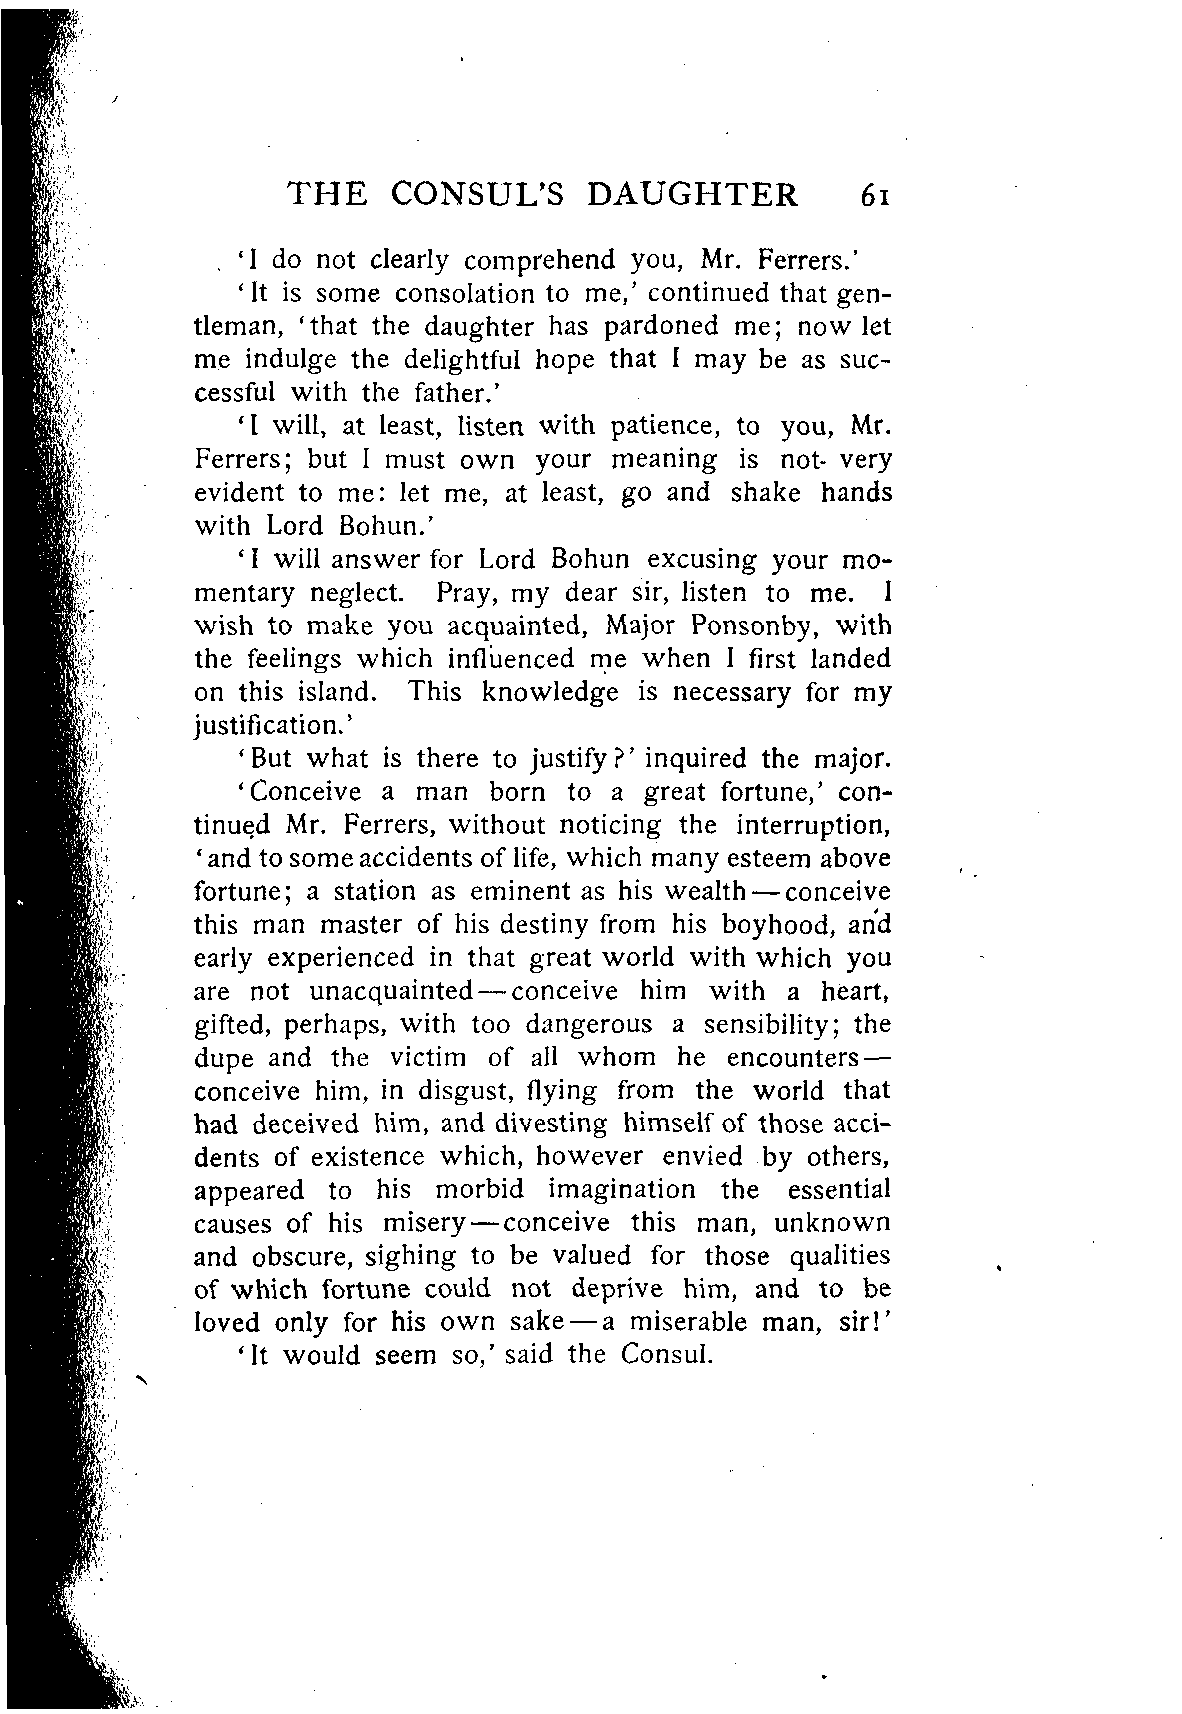 THE CONSUL'S DAUGHTER 61
'I do not clearly comprehend you, Mr. Ferrers.'
'It is some consolation to me,' continued that gen-
tleman, 'that the daughter has pardoned me; now let
me indulge the delightful hope that I may be as suc-
cessful with the father.'
'I will, at least, listen with patience, to you, Mr.
Ferrers; but I must own your meaning is not very
evident to me: let me, at least, go and shake hands
with Lord Bohun.'
'I will answer for Lord Bohun excusing your mo-
mentary neglect. Pray, my dear sir, listen to me. I
wish to make you acquainted, Major Ponsonby, with
the feelings which influenced me when I first landed
on this island. This knowledge is necessary for my
justification.'
'But what is there to justify?' inquired the major.
'Conceive a man born to a great fortune,' con-
tinued Mr. Ferrers, without noticing the interruption,
'and to some accidents of life, which many esteem above
fortune; a station as eminent as his wealth—conceive
this man master of his destiny from his boyhood, and
early experienced in that great world with which you
are not unacquainted—conceive him with a heart,
gifted, perhaps, with too dangerous a sensibility; the
dupe and the victim of all whom he encounters—
conceive him, in disgust, flying from the world that
had deceived him, and divesting himself of those acci-
dents of existence which, however envied by others,
appeared to his morbid imagination the essential
causes of his misery—conceive this man, unknown
and obscure, sighing to be valued for those qualities
of which fortune could not deprive him, and to be
loved only for his own sake—a miserable man, sir!'
'It would seem so,' said the Consul.